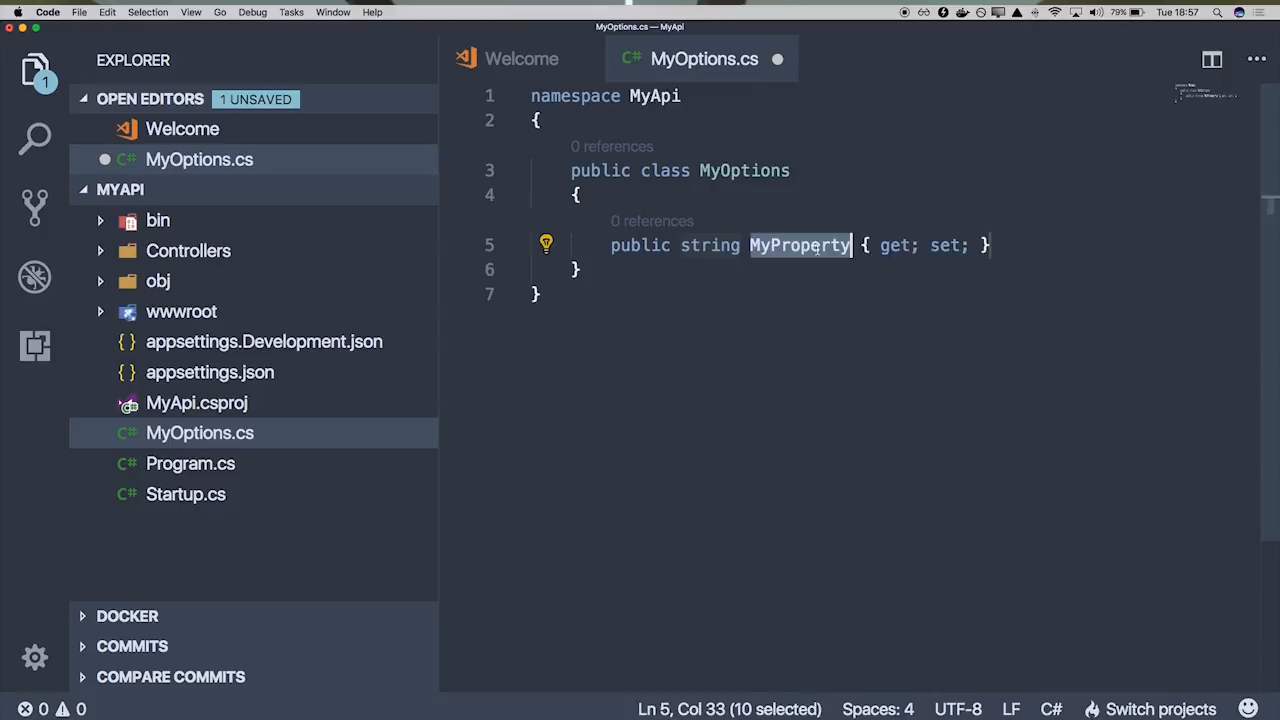 Code File Edit Selection View Go Debug Tasks Window Help 79% Tue 18:57
MyOptions.cs — MyApi
EXPLORER
OPEN EDITORS 1 UNSAVED
Welcome
MyOptions.cs
MYAPI
bin
Controllers
obj
wwwroot
{ } appsettings.Development.json
{ } appsettings.json
MyApi.csproj
C# MyOptions.cs
C# Program.cs
C# Startup.cs
DOCKER
COMMITS
COMPARE COMMITS
1
Welcome
C# MyOptions.cs
1 namespace MyApi
2 {
0 references
3 public class MyOptions
4 {
0 references
5 public string MyProperty { get; set; }
6 }
7 }
0 0
Ln 5, Col 33 (10 selected) Spaces: 4 UTF-8 LF C# Switch projects